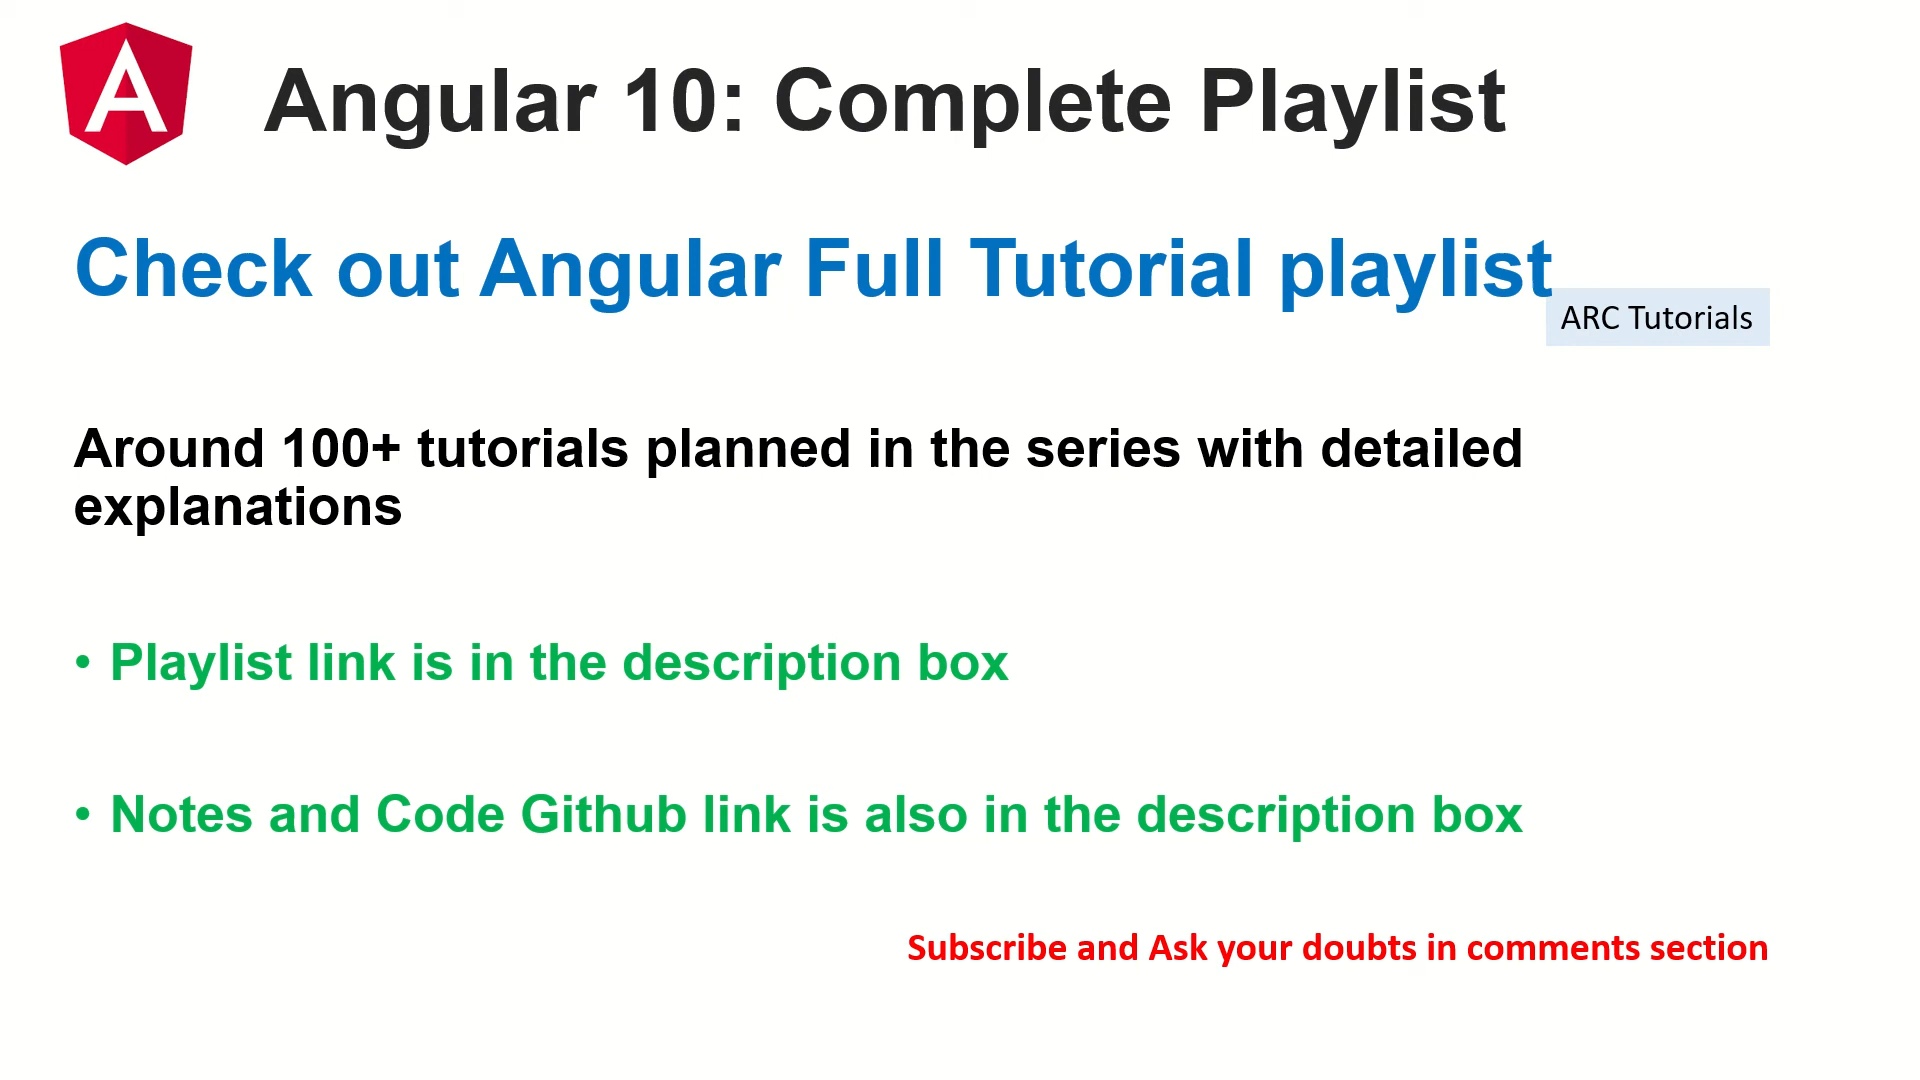 Angular 10: Complete Playlist
Check out Angular Full Tutorial playlist
ARC Tutorials
Around 100+ tutorials planned in the series with detailed
explanations
• Playlist link is in the description box
• Notes and Code Github link is also in the description box
Subscribe and Ask your doubts in comments section